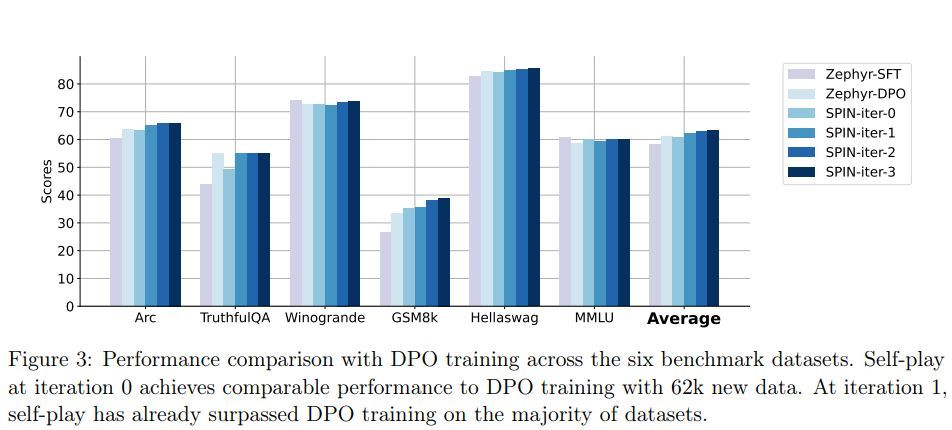 80
70
60
50
40
30
20
10
0
Scores
Arc TruthfulQA Winogrande GSM8k Hellaswag MMLU Average
Zephyr-SFT
Zephyr-DPO
SPIN-iter-0
SPIN-iter-1
SPIN-iter-2
SPIN-iter-3
Figure 3: Performance comparison with DPO training across the six benchmark datasets. Self-play
at iteration 0 achieves comparable performance to DPO training with 62k new data. At iteration 1,
self-play has already surpassed DPO training on the majority of datasets.